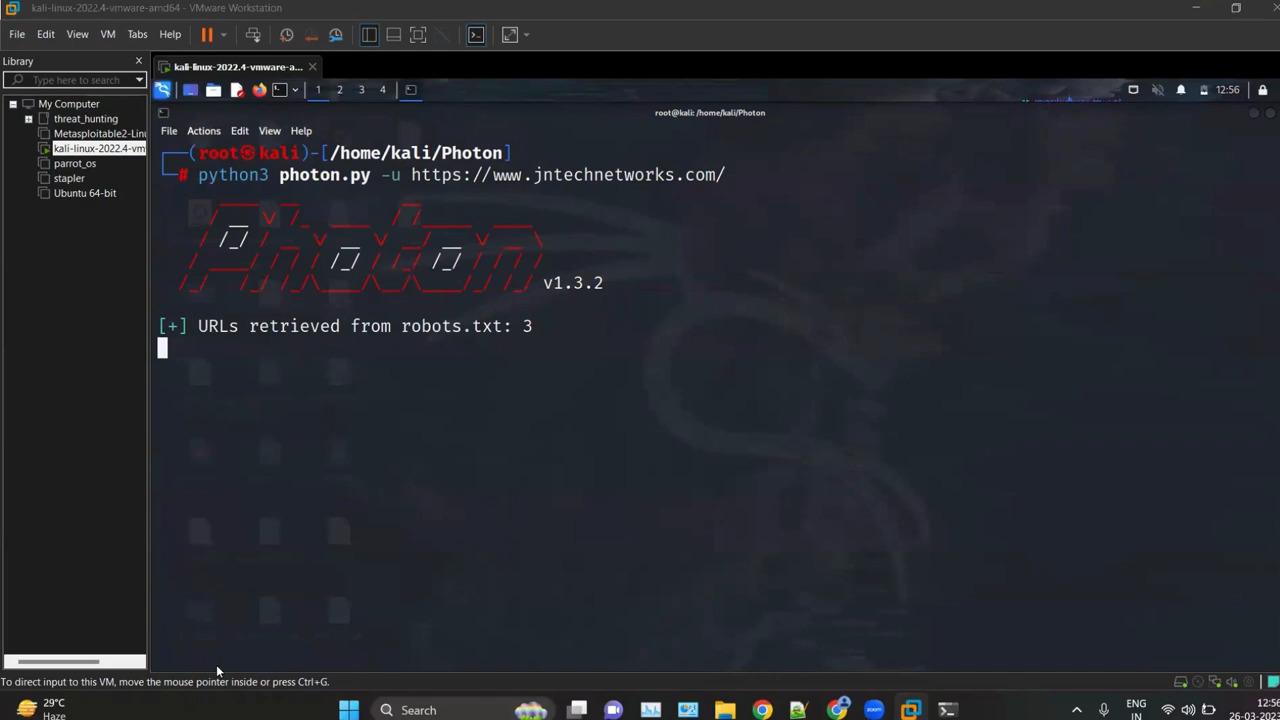 kali-linux-2022.4-vmware-amd64 - VMware Workstation
File Edit View VM Tabs Help
Library
Type here to search
My Computer
threat_hunting
Metasploitable2-Linu
kali-linux-2022.4-vm
parrot_os
stapler
Ubuntu 64-bit
kali-linux-2022.4-vmware-a...
1 2 3 4
12:56
root@kali: /home/kali/Photon
File Actions Edit View Help
(root㉿kali)-[/home/kali/Photon]
# python3 photon.py -u https://www.jntechnetworks.com/
Photon
v1.3.2
[+] URLs retrieved from robots.txt: 3
To direct input to this VM, move the mouse pointer inside or press Ctrl+G.
29°C
Haze
Search
zoom
ENG
IN